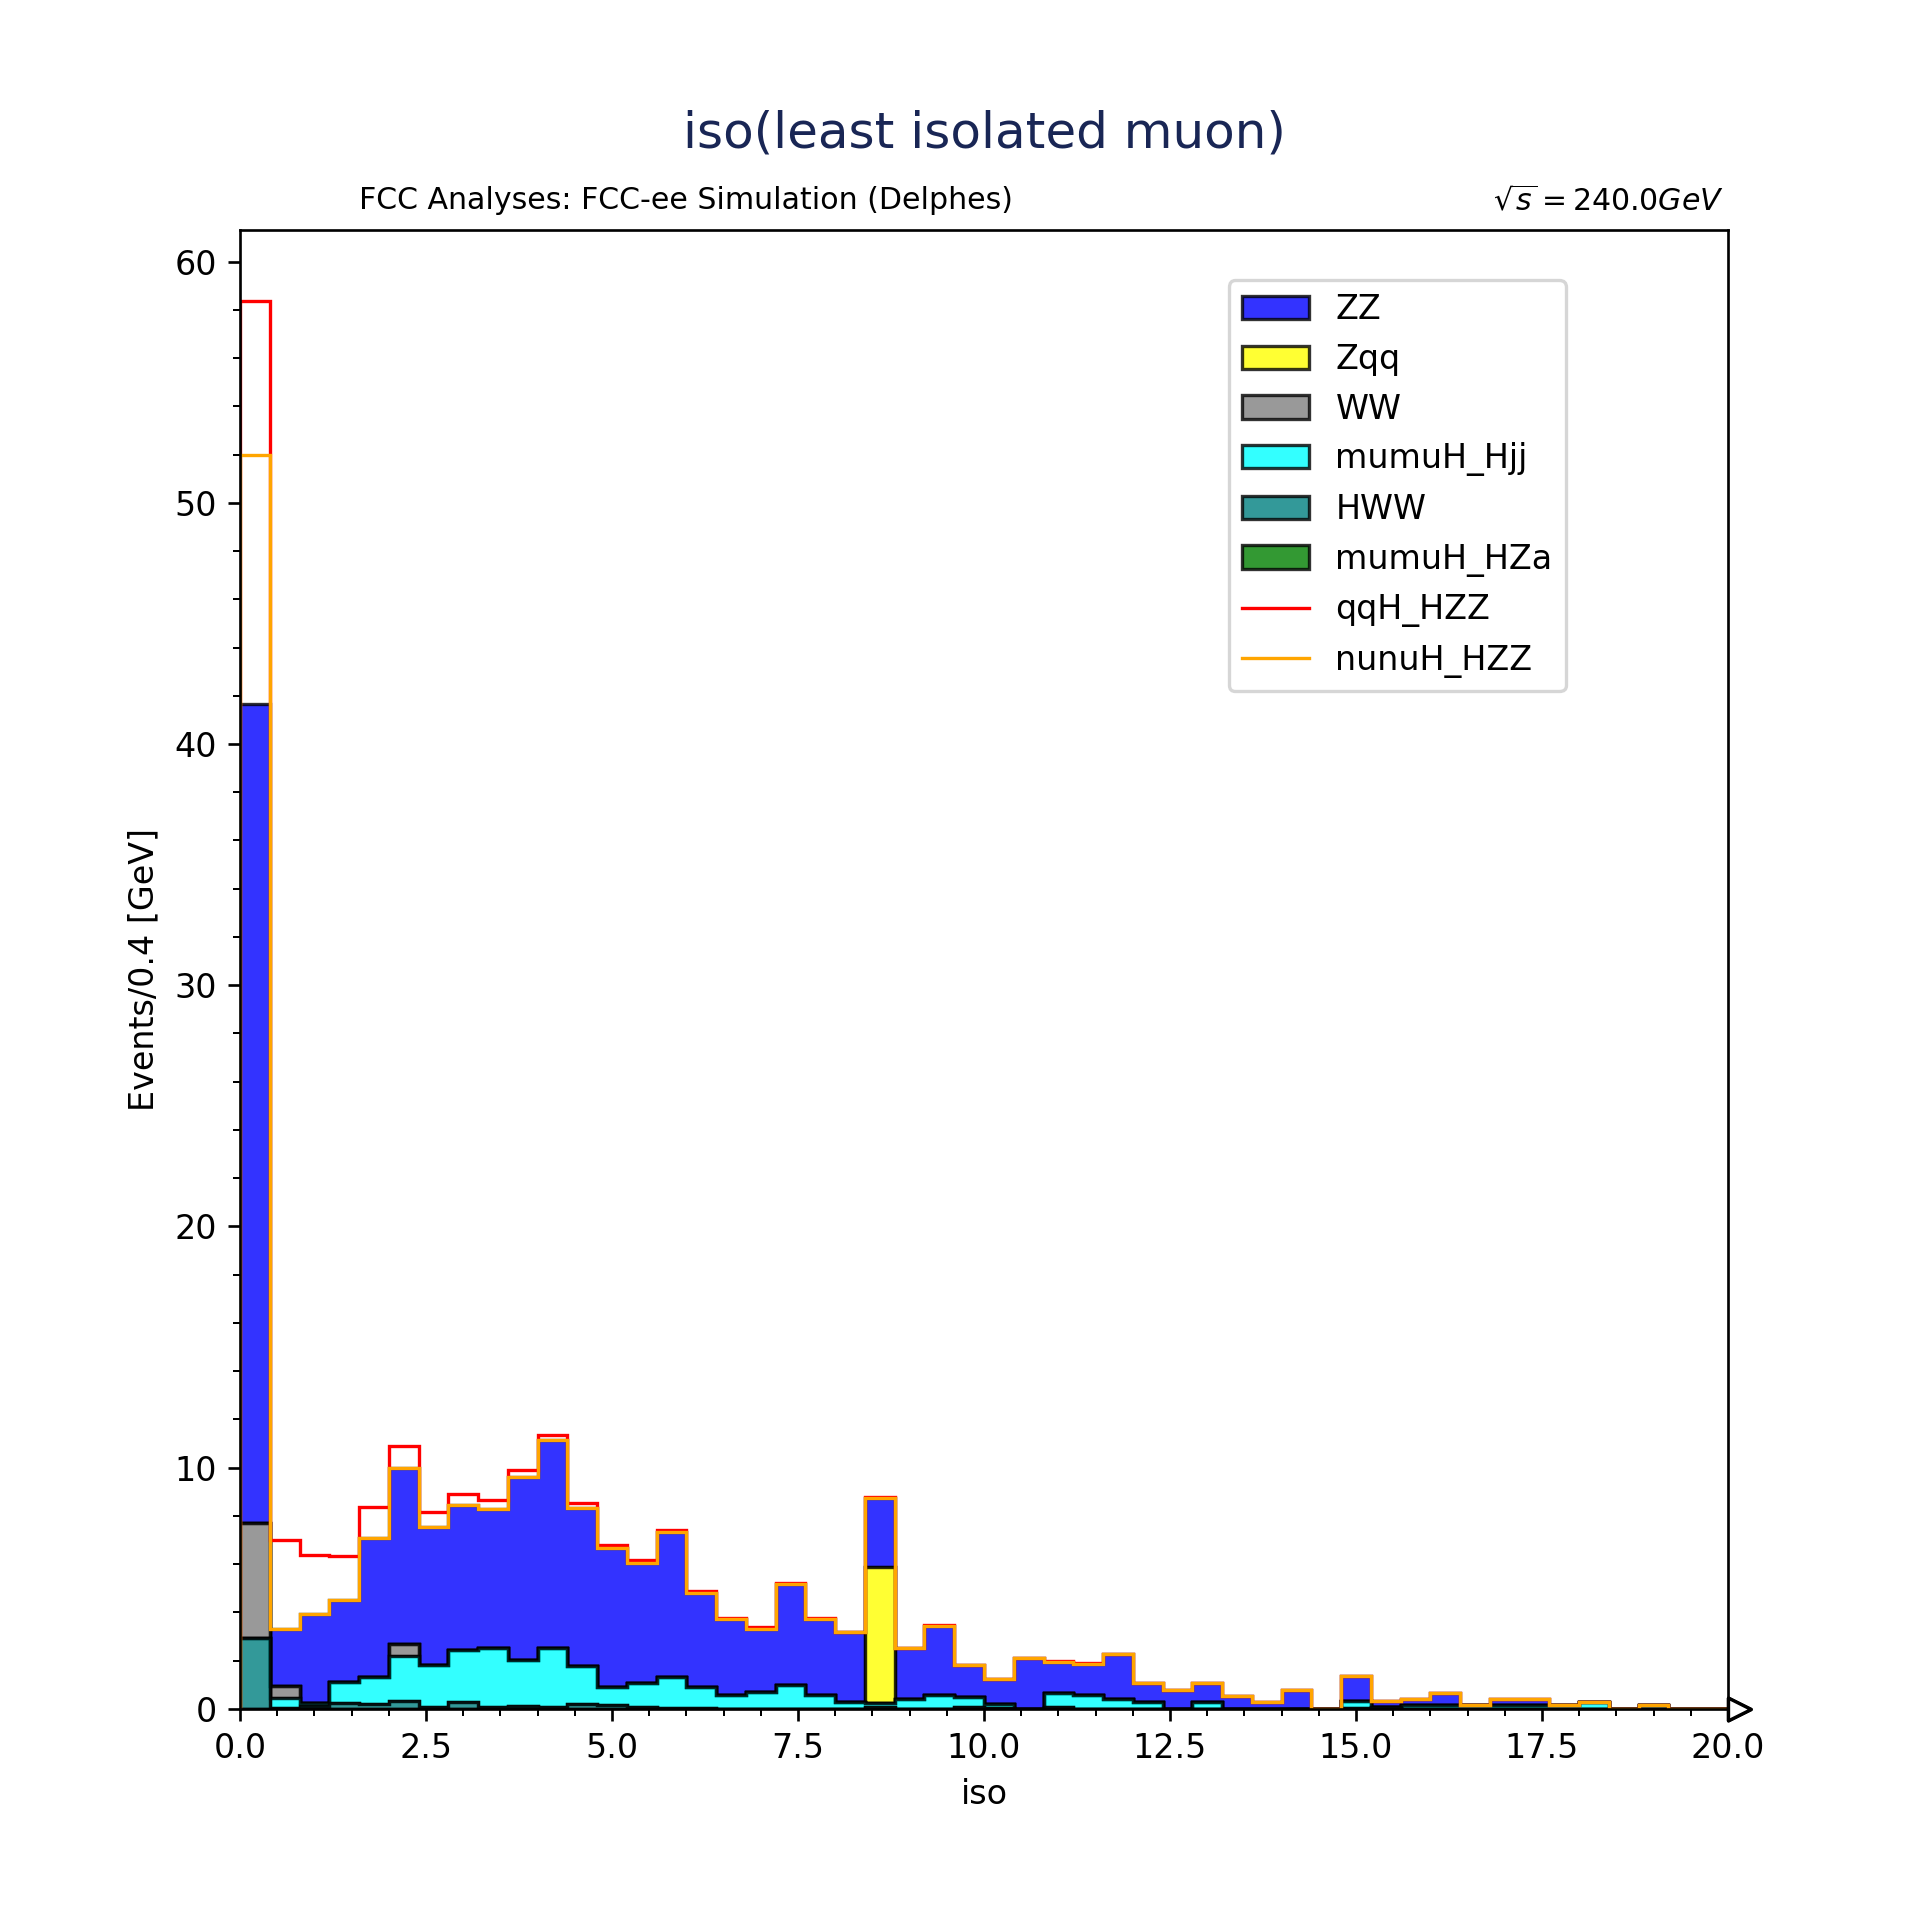 iso(least isolated muon)
FCC Analyses: FCC-ee Simulation (Delphes)
√s = 240.0GeV
60
50
40
30
20
10
0
Events/0.4 [GeV]
ZZ
Zqq
WW
mumuH_Hjj
HWW
mumuH_HZa
qqH_HZZ
nunuH_HZZ
0.0 2.5 5.0 7.5 10.0 12.5 15.0 17.5 20.0
iso